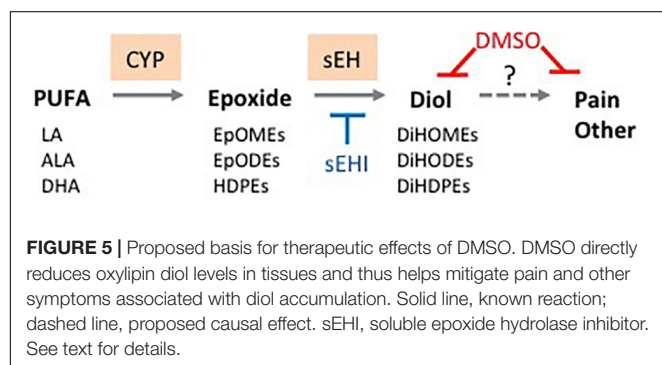 CYP
sEH
DMSO
?
PUFA Epoxide Diol Pain
Other
LA EpOMEs DiHOMEs
ALA EpODEs sEHI DiHODEs
DHA HDPEs DiHDPEs
FIGURE 5 | Proposed basis for therapeutic effects of DMSO. DMSO directly
reduces oxylipin diol levels in tissues and thus helps mitigate pain and other
symptoms associated with diol accumulation. Solid line, known reaction;
dashed line, proposed causal effect. sEHI, soluble epoxide hydrolase inhibitor.
See text for details.